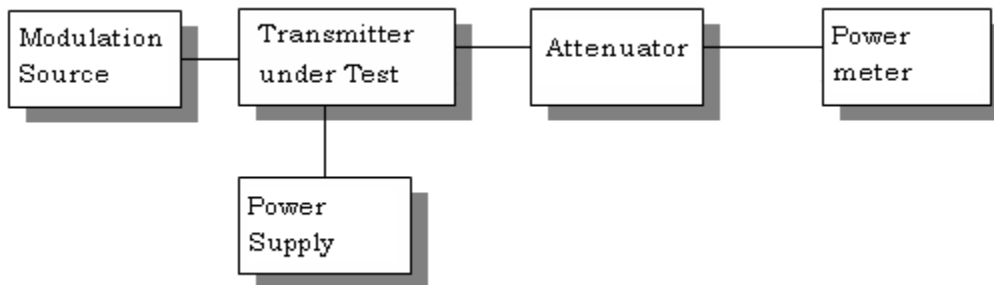 Modulation
Source
Transmitter
under Test
Attenuator
Power
meter
Power
Supply